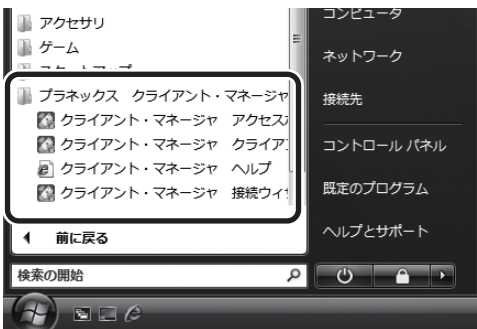 アクセサリ
ゲーム
プラネックス　クライアント・マネージャ
クライアント・マネージャ　アクセス
クライアント・マネージャ　クライア
クライアント・マネージャ　ヘルプ
クライアント・マネージャ　接続ウィ
前に戻る
検索の開始
コンピュータ
ネットワーク
接続先
コントロール パネル
既定のプログラム
ヘルプとサポート